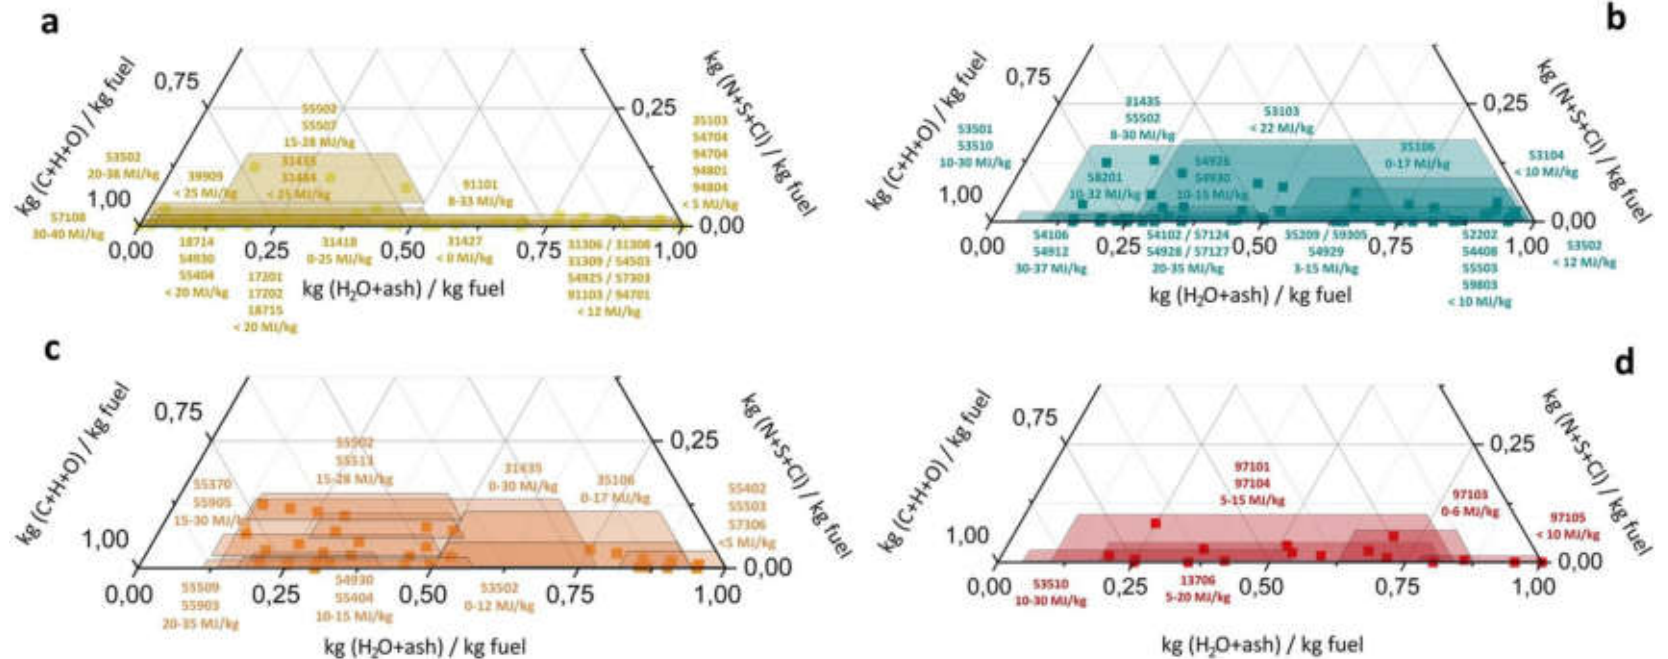 a
kg (C+H+O) / kg fuel
0,75
1,00
kg (N+S+Cl) / kg fuel
0,25
0,00
55502
55507
15-28 MJ/kg
53502
20-38 MJ/kg
39909
< 25 MJ/kg
31433
31484
< 25 MJ/kg
91101
8-33 MJ/kg
35103
54704
94704
94801
94804
< 5 MJ/kg
57108
30-40 MJ/kg
0,00
0,25
0,50
0,75
1,00
18714
54930
55404
< 20 MJ/kg
17201
17202
18715
< 20 MJ/kg
31418
0-25 MJ/kg
31427
< 0 MJ/kg
31306 / 31308
31309 / 54503
54925 / 57303
91103 / 94701
< 12 MJ/kg
kg (H₂O+ash) / kg fuel
b
kg (C+H+O) / kg fuel
0,75
1,00
kg (N+S+Cl) / kg fuel
0,25
0,00
53501
53510
10-30 MJ/kg
31435
55502
8-30 MJ/kg
53103
< 22 MJ/kg
35106
0-17 MJ/kg
53104
< 10 MJ/kg
58201
10-32 MJ/kg
54926
54930
10-15 MJ/kg
0,00
0,25
0,50
0,75
1,00
54106
54912
30-37 MJ/kg
54102 / 57124
54928 / 57127
20-35 MJ/kg
35209 / 59305
54929
3-15 MJ/kg
52202
54408
55503
59803
< 10 MJ/kg
53502
< 12 MJ/kg
kg (H₂O+ash) / kg fuel
c
kg (C+H+O) / kg fuel
0,75
1,00
kg (N+S+Cl) / kg fuel
0,25
0,00
55502
55513
15-28 MJ/kg
55370
55905
15-30 MJ/k
31435
0-30 MJ/kg
35106
0-17 MJ/kg
55402
55503
57306
<5 MJ/kg
0,00
0,25
0,50
0,75
1,00
55509
55903
20-35 MJ/kg
54930
55404
10-15 MJ/kg
53502
0-12 MJ/kg
kg (H₂O+ash) / kg fuel
d
kg (C+H+O) / kg fuel
0,75
1,00
kg (N+S+Cl) / kg fuel
0,25
0,00
97101
97104
5-15 MJ/kg
97103
0-6 MJ/kg
97105
< 10 MJ/kg
0,00
0,25
0,50
0,75
1,00
53510
10-30 MJ/kg
13706
5-20 MJ/kg
kg (H₂O+ash) / kg fuel